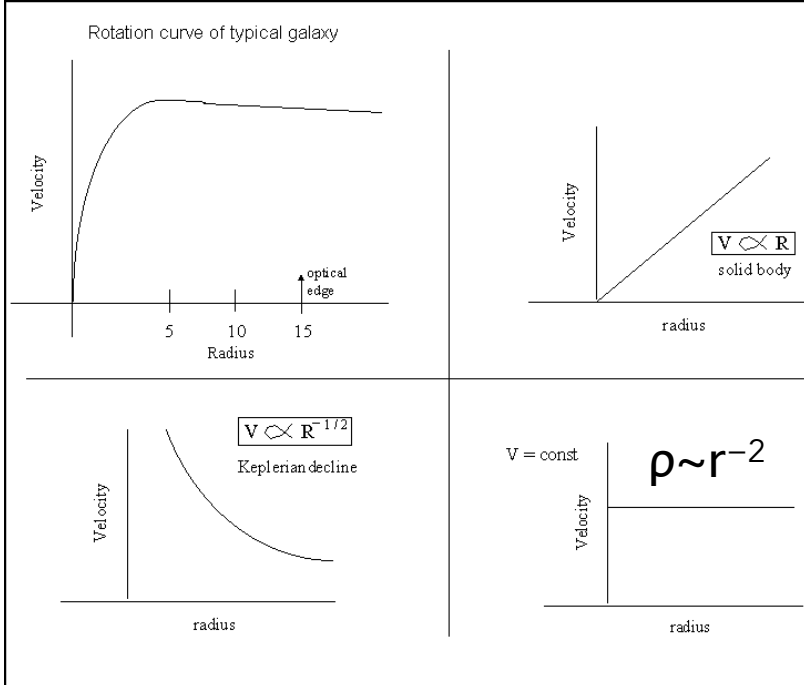 Rotation curve of typical galaxy
Velocity
optical
edge
5 10 15
Radius
Velocity
V ∝ R
solid body
radius
V ∝ R⁻¹/²
Keplerian decline
Velocity
radius
V = const
ρ~r⁻²
Velocity
radius